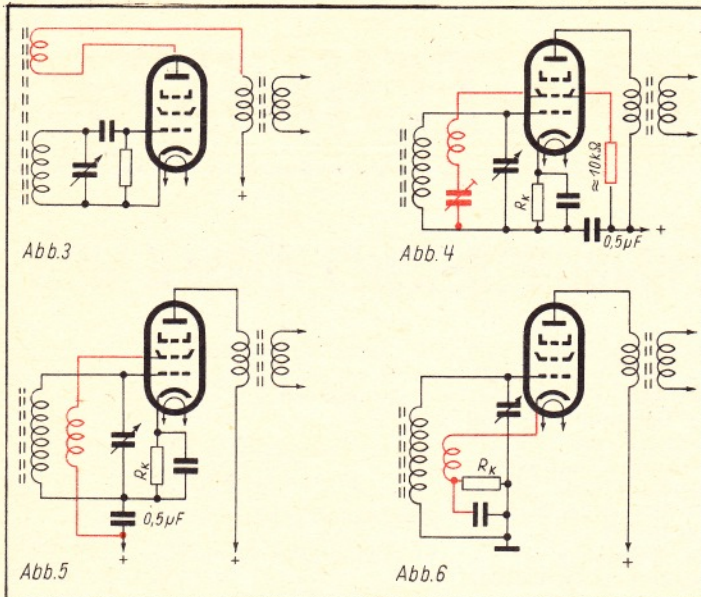 +
Abb.3
≈10kΩ
Rₖ
0,5µF
+
Abb.4
Rₖ
0,5µF
+
+
Abb.5
Rₖ
+
Abb.6